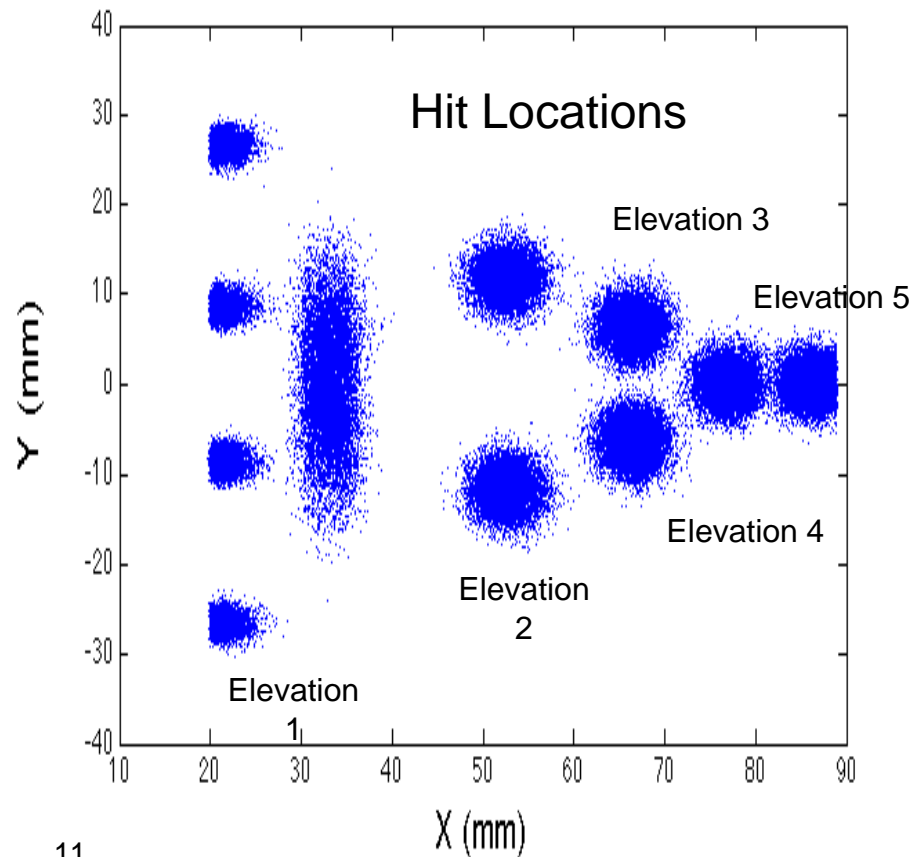 40
30
20
10
0
-10
-20
-30
-40
Y (mm)
Hit Locations
Elevation 3
Elevation 5
Elevation 4
Elevation
2
Elevation
1
10 20 30 40 50 60 70 80 90
X (mm)
11